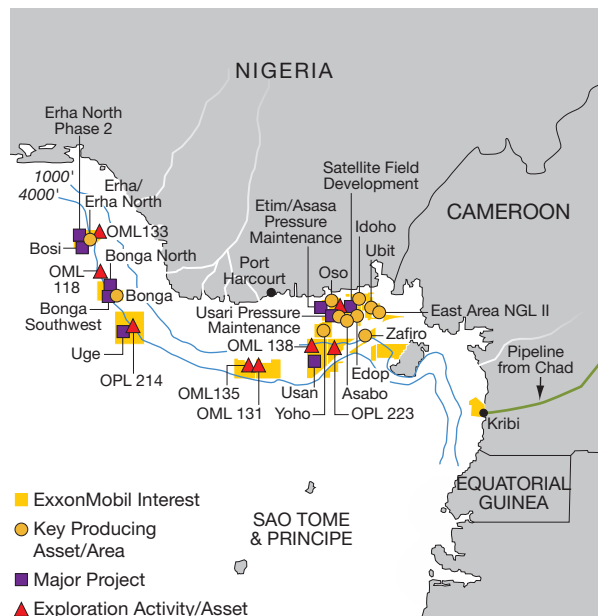 NIGERIA
Erha North
Phase 2
1000'
4000'
Erha/
Erha North
OML133
Bosi
OML
118
Bonga North
Bonga
Bonga
Southwest
Uge
OPL 214
Port
Harcourt
Satellite Field
Development
Etim/Asasa
Pressure
Maintenance
Idoho
Ubit
Oso
CAMEROON
Usari Pressure
Maintenance
East Area NGL II
OML 138
Zafiro
OML135
OML 131
Usan
Yoho
Edop
Asabo
OPL 223
Pipeline
from Chad
Kribi
EQUATORIAL
GUINEA
SAO TOME
& PRINCIPE
ExxonMobil Interest
Key Producing
Asset/Area
Major Project
Exploration Activity/Asset